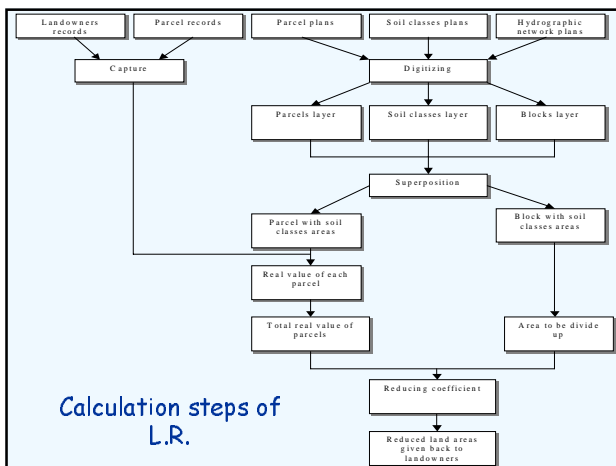 Landowners
records
Parcel records
Parcel plans
Soil classes plans
Hydrographic
network plans
Capture
Digitizing
Parcels layer
Soil classes layer
Blocks layer
Superposition
Parcel with soil
classes areas
Block with soil
classes areas
Real value of each
parcel
Total real value of
parcels
Area to be divide
up
Reducing coefficient
Reduced land areas
given back to
landowners
Calculation steps of
L.R.